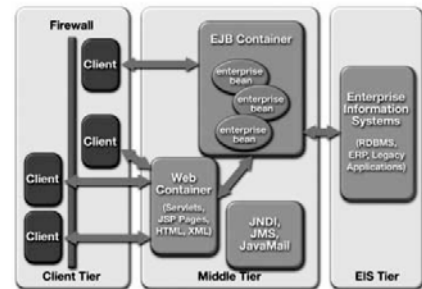 Firewall
Client
Client
Client
Client
Client Tier
EJB Container
enterprise
bean
enterprise
bean
enterprise
bean
Web
Container
(Servlets,
JSP Pages,
HTML, XML)
JNDI,
JMS,
JavaMail
Middle Tier
Enterprise
Information
Systems
(RDBMS,
ERP, Legacy
Applications)
EIS Tier